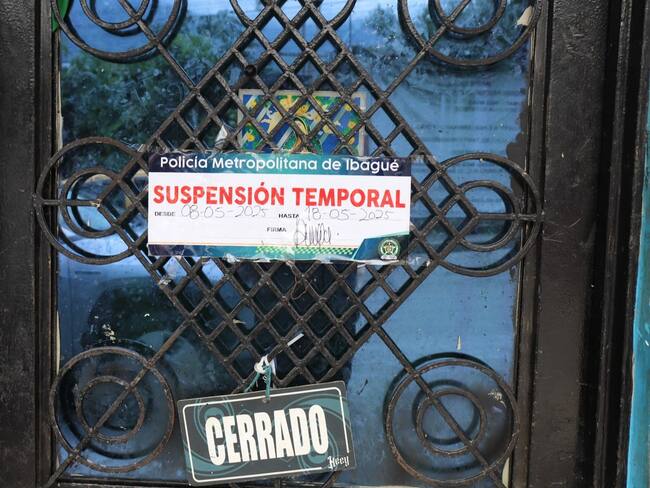 Policía Metropolitana de Ibagué
SUSPENSIÓN TEMPORAL
DESDE 08-05-2025 HASTA 18-05-2025
FIRMA
CERRADO